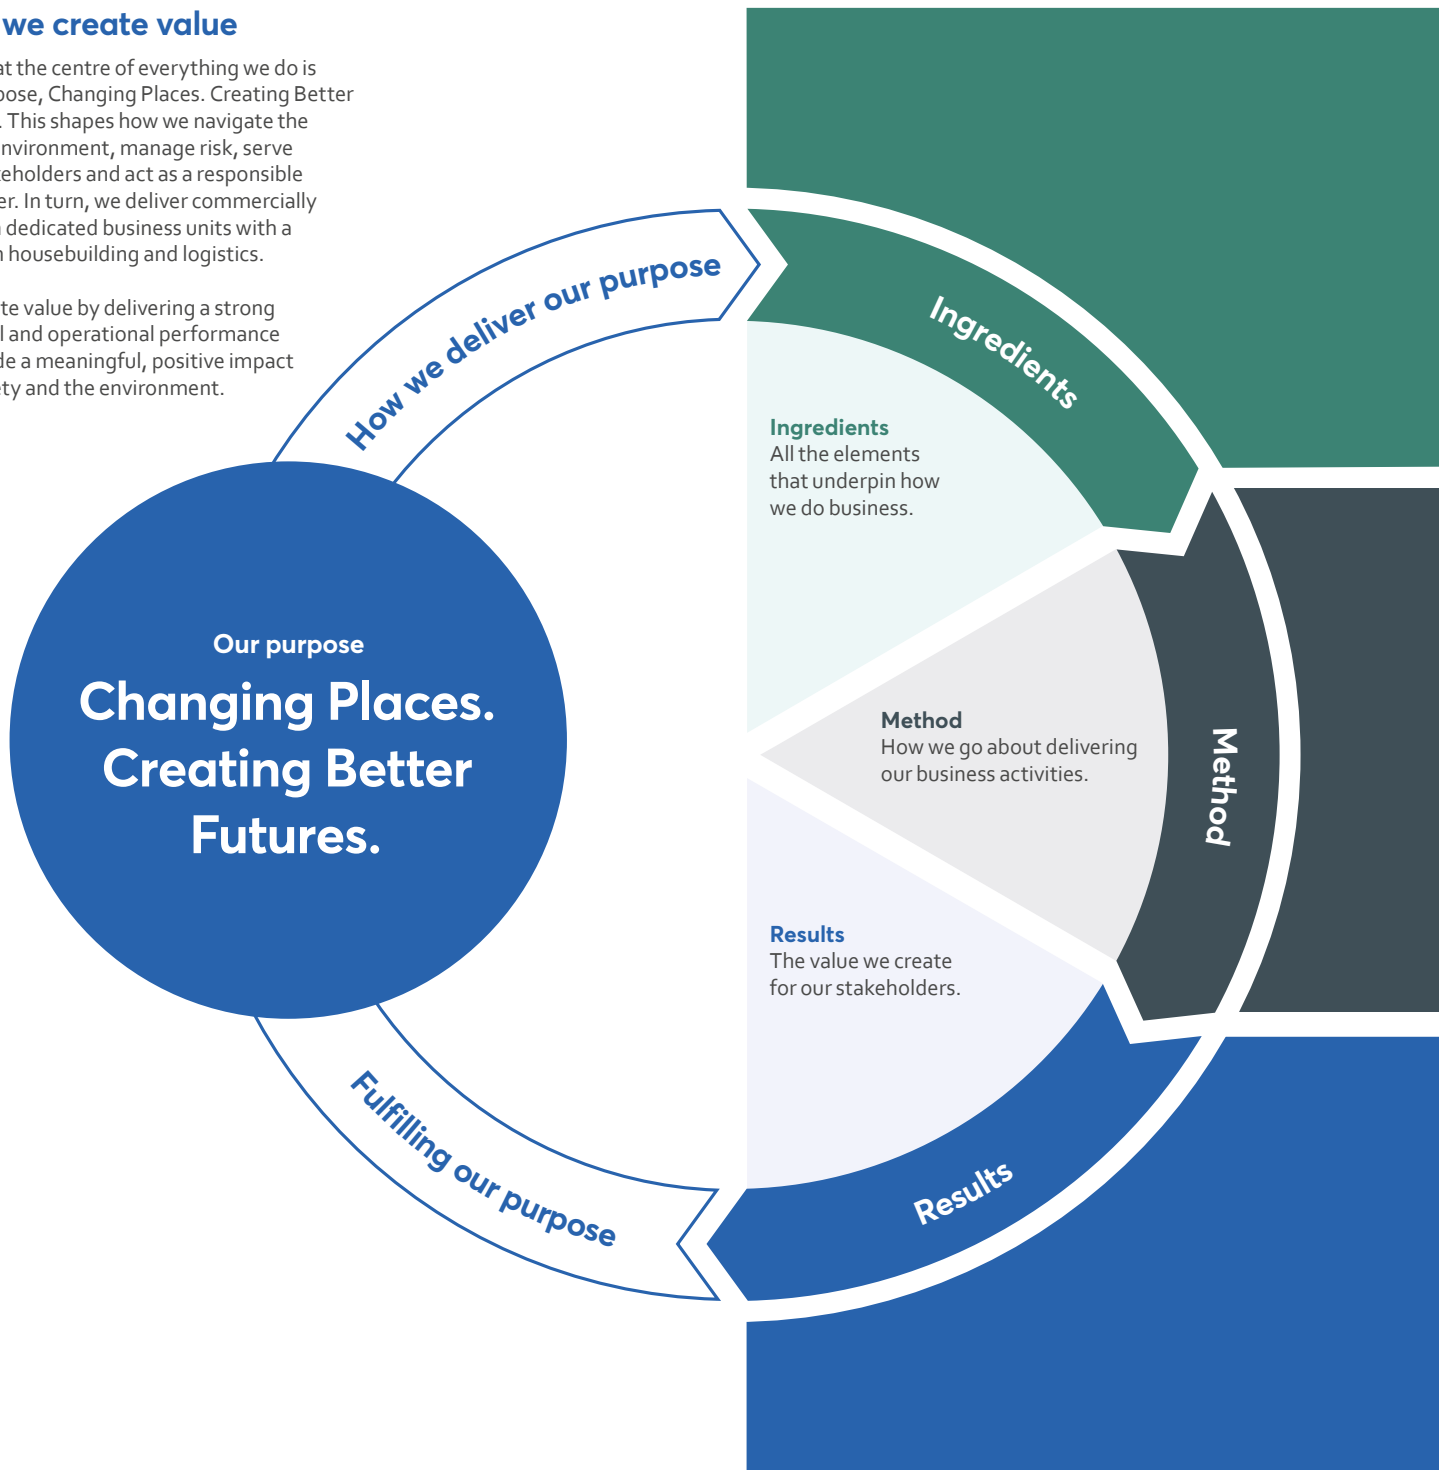 we create value
at the centre of everything we do is
pose, Changing Places. Creating Better
. This shapes how we navigate the
nvironment, manage risk, serve
eholders and act as a responsible
er. In turn, we deliver commercially
dedicated business units with a
n housebuilding and logistics.
te value by delivering a strong
l and operational performance
de a meaningful, positive impact
ety and the environment.
How we deliver our purpose
Ingredients
Ingredients
All the elements
that underpin how
we do business.
Our purpose
Changing Places.
Creating Better
Futures.
Method
How we go about delivering
our business activities.
Method
Results
The value we create
for our stakeholders.
Fulfilling our purpose
Results